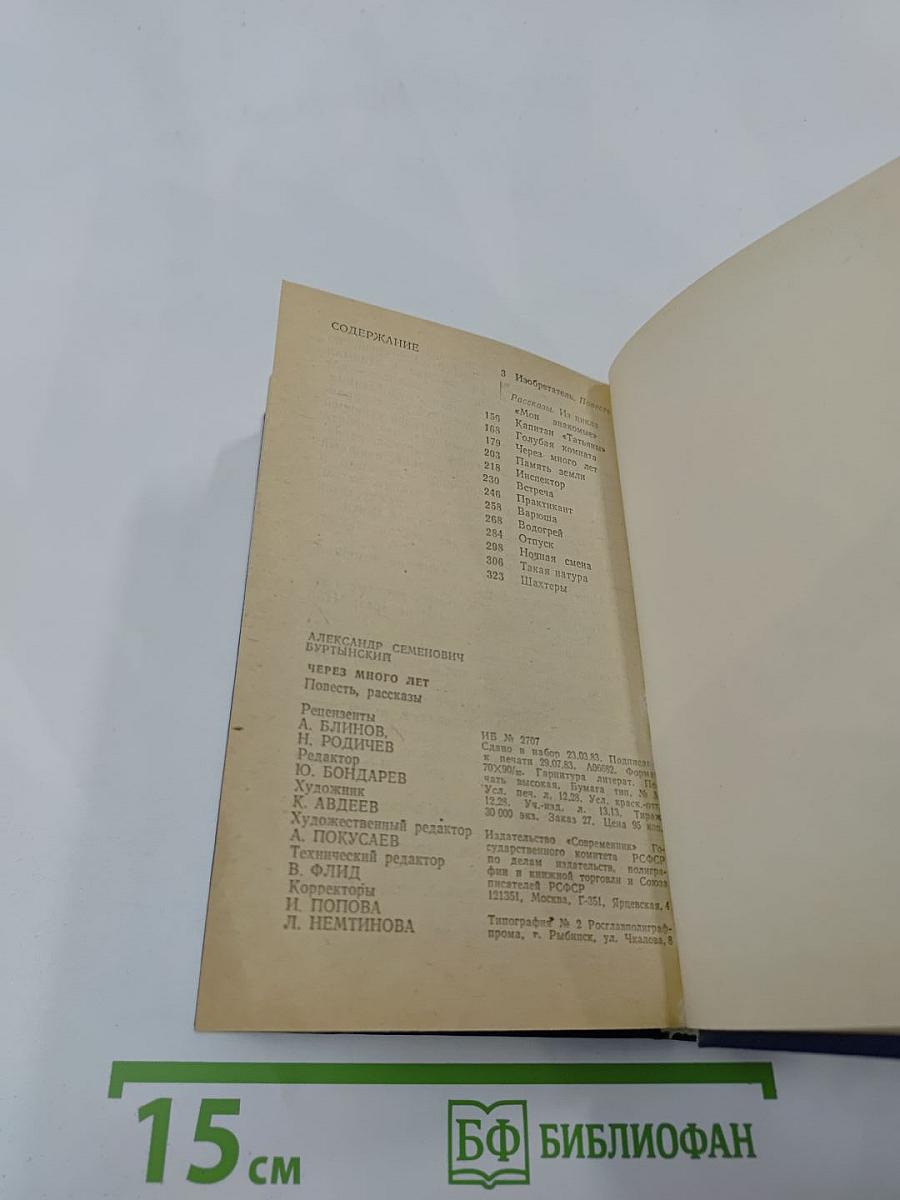 СОДЕРЖАНИЕ
3 Изобретатель. Повесть
Рассказы. Из цикла
«Мои знакомые»
156 Капитан «Татьяны»
168 Голубая комната
179 Через много лет
203 Память земли
218 Инспектор
230 Встреча
246 Практикант
258 Варюша
268 Водогрей
284 Отпуск
298 Ночная смена
306 Такая натура
323 Шахтеры
АЛЕКСАНДР СЕМЕНОВИЧ
БУРТЫНСКИЙ
ЧЕРЕЗ МНОГО ЛЕТ
Повесть, рассказы
Рецензенты
А. БЛИНОВ,
Н. РОДИЧЕВ
Редактор
Ю. БОНДАРЕВ
Художник
К. АВДЕЕВ
Художественный редактор
А. ПОКУСАЕВ
Технический редактор
В. ФЛИД
Корректоры
И. ПОПОВА
Л. НЕМТИНОВА
ИБ № 2707
Сдано в набор 23.03.83. Подписано
к печати 29.07.83. А06682. Формат
70×90/₃₂. Гарнитура литерат. Пе-
чать высокая. Бумага тип. №
Усл. печ. л. 12,28. Усл. краск.-отт.
12,28. Уч.-изд. л. 13,13. Тираж
30 000 экз. Заказ 27. Цена 95 коп.
Издательство «Современник» Го-
сударственного комитета РСФСР
по делам издательств, полигра-
фии и книжной торговли и Союза
писателей РСФСР
121351, Москва, Г-351, Ярцевская, 4
Типография № 2 Росглавполиграф-
прома, г. Рыбинск, ул. Чкалова, 8
15 см
БФ БИБЛИОФАН